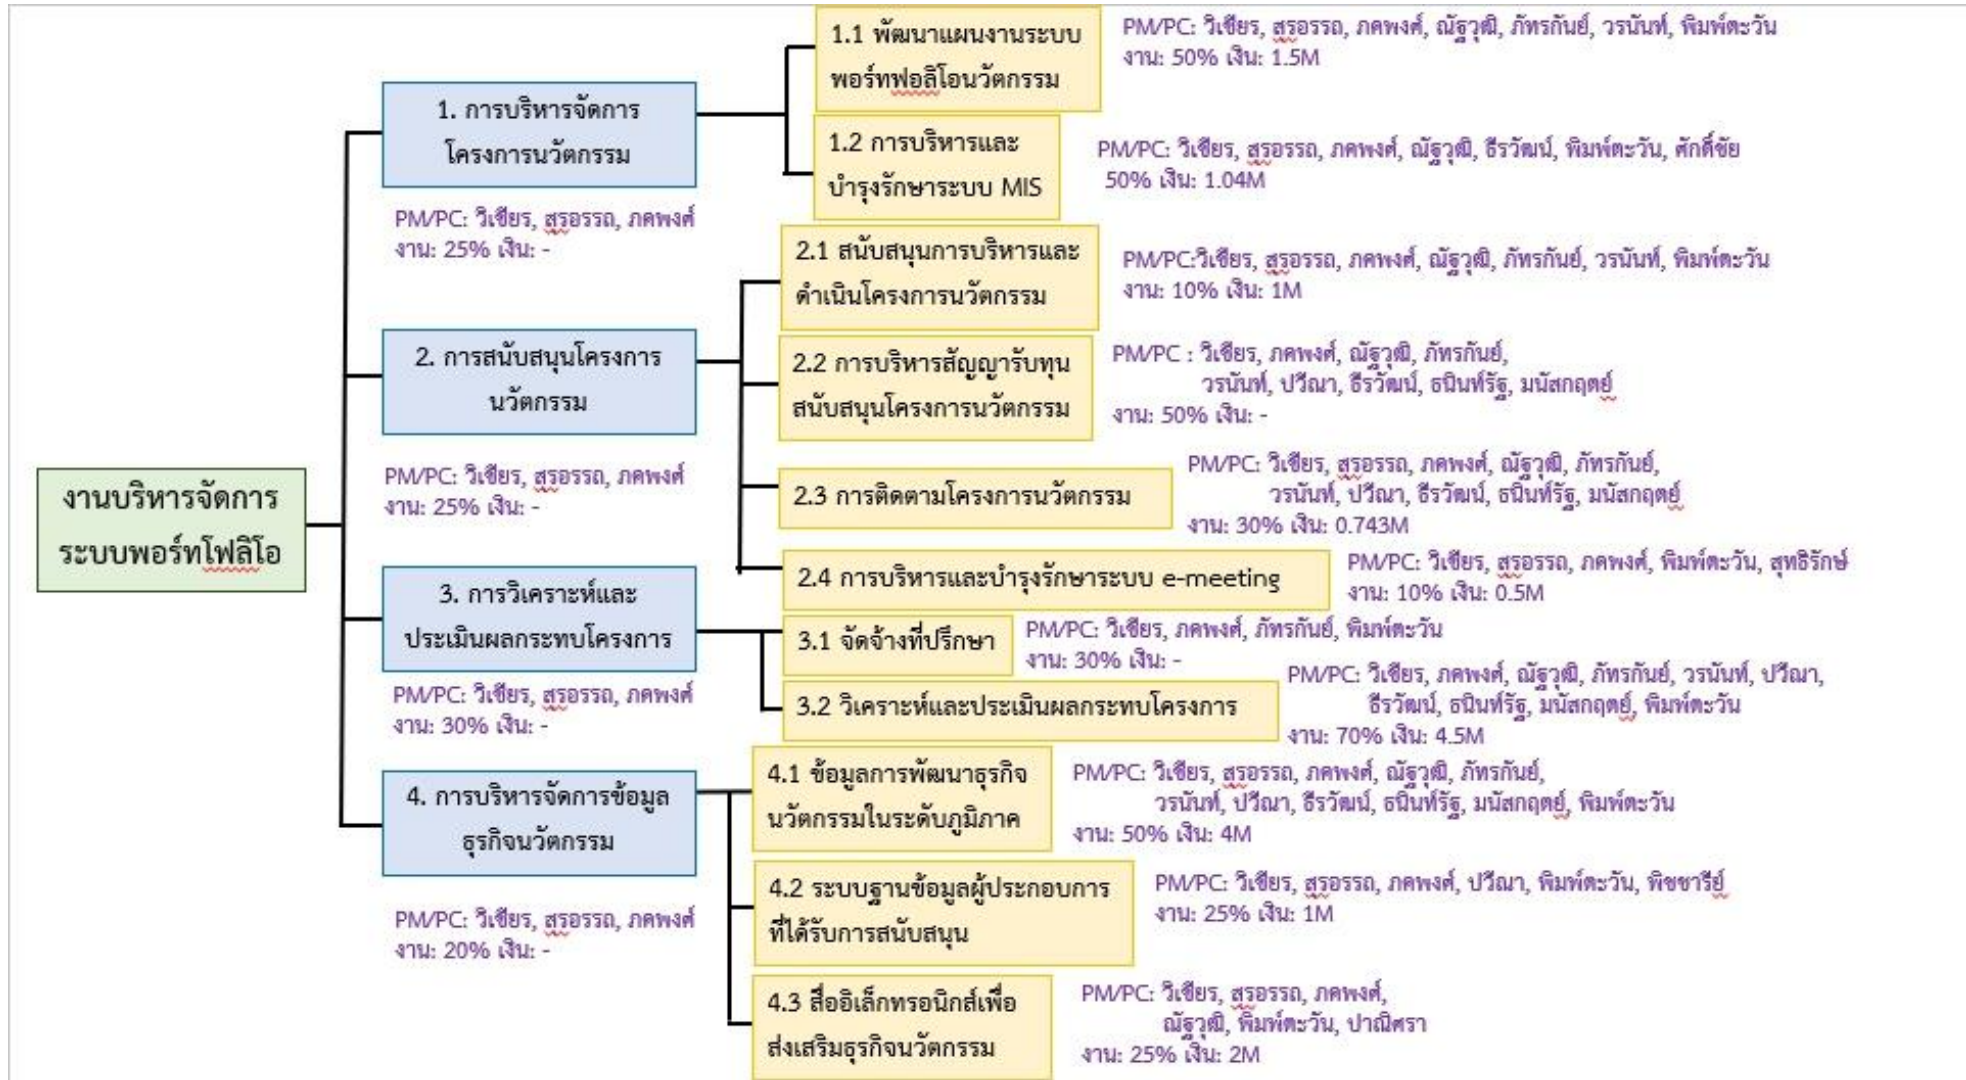 งานบริหารจัดการ
ระบบพอร์ทโฟลิโอ
1. การบริหารจัดการ
โครงการนวัตกรรม
PM/PC: วิเชียร, สุรอรรถ, ภคพงศ์
งาน: 25% เงิน: -
1.1 พัฒนาแผนงานระบบ
พอร์ทฟอลิโอนวัตกรรม
PM/PC: วิเชียร, สุรอรรถ, ภคพงศ์, ณัฐวุฒิ, ภัทรกันย์, วรนันท์, พิมพ์ตะวัน
งาน: 50% เงิน: 1.5M
1.2 การบริหารและ
บำรุงรักษาระบบ MIS
PM/PC: วิเชียร, สุรอรรถ, ภคพงศ์, ณัฐวุฒิ, ธีรวัฒน์, พิมพ์ตะวัน, ศักดิ์ชัย
50% เงิน: 1.04M
2. การสนับสนุนโครงการ
นวัตกรรม
PM/PC: วิเชียร, สุรอรรถ, ภคพงศ์
งาน: 25% เงิน: -
2.1 สนับสนุนการบริหารและ
ดำเนินโครงการนวัตกรรม
PM/PC:วิเชียร, สุรอรรถ, ภคพงศ์, ณัฐวุฒิ, ภัทรกันย์, วรนันท์, พิมพ์ตะวัน
งาน: 10% เงิน: 1M
2.2 การบริหารสัญญารับทุน
สนับสนุนโครงการนวัตกรรม
PM/PC : วิเชียร, ภคพงศ์, ณัฐวุฒิ, ภัทรกันย์,
วรนันท์, ปวีณา, ธีรวัฒน์, ธนินท์รัฐ, มนัสกฤตย์
งาน: 50% เงิน: -
2.3 การติดตามโครงการนวัตกรรม
PM/PC: วิเชียร, สุรอรรถ, ภคพงศ์, ณัฐวุฒิ, ภัทรกันย์,
วรนันท์, ปวีณา, ธีรวัฒน์, ธนินท์รัฐ, มนัสกฤตย์
งาน: 30% เงิน: 0.743M
2.4 การบริหารและบำรุงรักษาระบบ e-meeting
PM/PC: วิเชียร, สุรอรรถ, ภคพงศ์, พิมพ์ตะวัน, สุทธิรักษ์
งาน: 10% เงิน: 0.5M
3. การวิเคราะห์และ
ประเมินผลกระทบโครงการ
PM/PC: วิเชียร, สุรอรรถ, ภคพงศ์
งาน: 30% เงิน: -
3.1 จัดจ้างที่ปรึกษา
PM/PC: วิเชียร, ภคพงศ์, ภัทรกันย์, พิมพ์ตะวัน
งาน: 30% เงิน: -
3.2 วิเคราะห์และประเมินผลกระทบโครงการ
PM/PC: วิเชียร, ภคพงศ์, ณัฐวุฒิ, ภัทรกันย์, วรนันท์, ปวีณา,
ธีรวัฒน์, ธนินท์รัฐ, มนัสกฤตย์, พิมพ์ตะวัน
งาน: 70% เงิน: 4.5M
4. การบริหารจัดการข้อมูล
ธุรกิจนวัตกรรม
PM/PC: วิเชียร, สุรอรรถ, ภคพงศ์
งาน: 20% เงิน: -
4.1 ข้อมูลการพัฒนาธุรกิจ
นวัตกรรมในระดับภูมิภาค
PM/PC: วิเชียร, สุรอรรถ, ภคพงศ์, ณัฐวุฒิ, ภัทรกันย์,
วรนันท์, ปวีณา, ธีรวัฒน์, ธนินท์รัฐ, มนัสกฤตย์, พิมพ์ตะวัน
งาน: 50% เงิน: 4M
4.2 ระบบฐานข้อมูลผู้ประกอบการ
ที่ได้รับการสนับสนุน
PM/PC: วิเชียร, สุรอรรถ, ภคพงศ์, ปวีณา, พิมพ์ตะวัน, พิชชารีย์
งาน: 25% เงิน: 1M
4.3 สื่ออิเล็กทรอนิกส์เพื่อ
ส่งเสริมธุรกิจนวัตกรรม
PM/PC: วิเชียร, สุรอรรถ, ภคพงศ์,
ณัฐวุฒิ, พิมพ์ตะวัน, ปาณิศรา
งาน: 25% เงิน: 2M